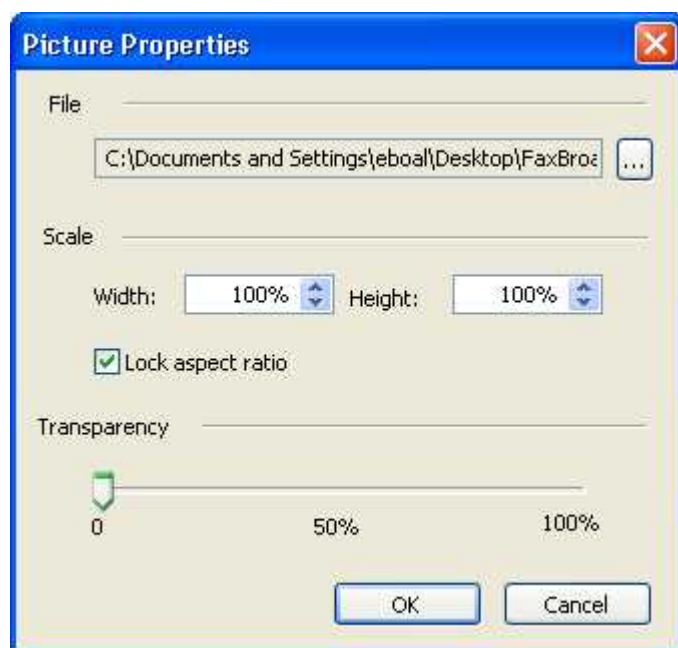 Picture Properties
File
C:\Documents and Settings\eboal\Desktop\FaxBroa
...
Scale
Width: 100% Height: 100%
Lock aspect ratio
Transparency
0 50% 100%
OK Cancel